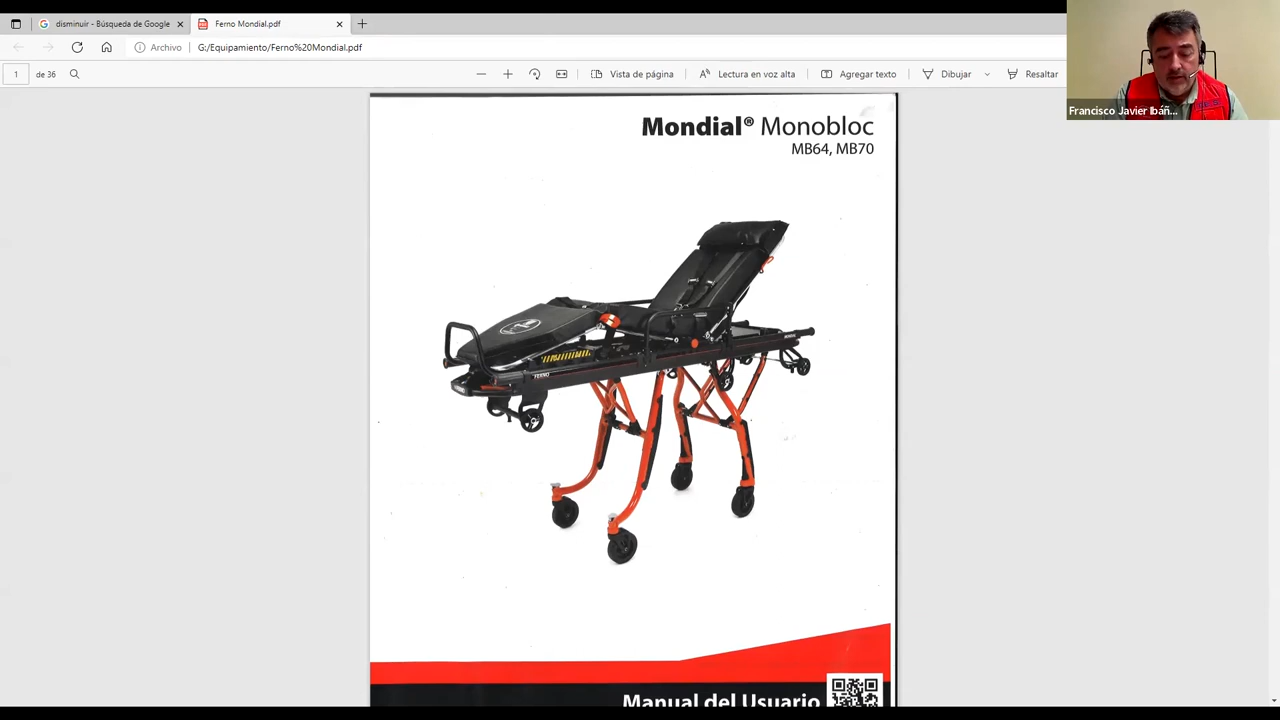 disminuir - Búsqueda de Google
Ferno Mondial.pdf
Archivo
G:/Equipamiento/Ferno%20Mondial.pdf
1
de 36
Vista de página
Lectura en voz alta
Agregar texto
Dibujar
Resaltar
Francisco Javier Ibáñ...
Mondial® Monobloc
MB64, MB70
FERNO
Manual del Usuario